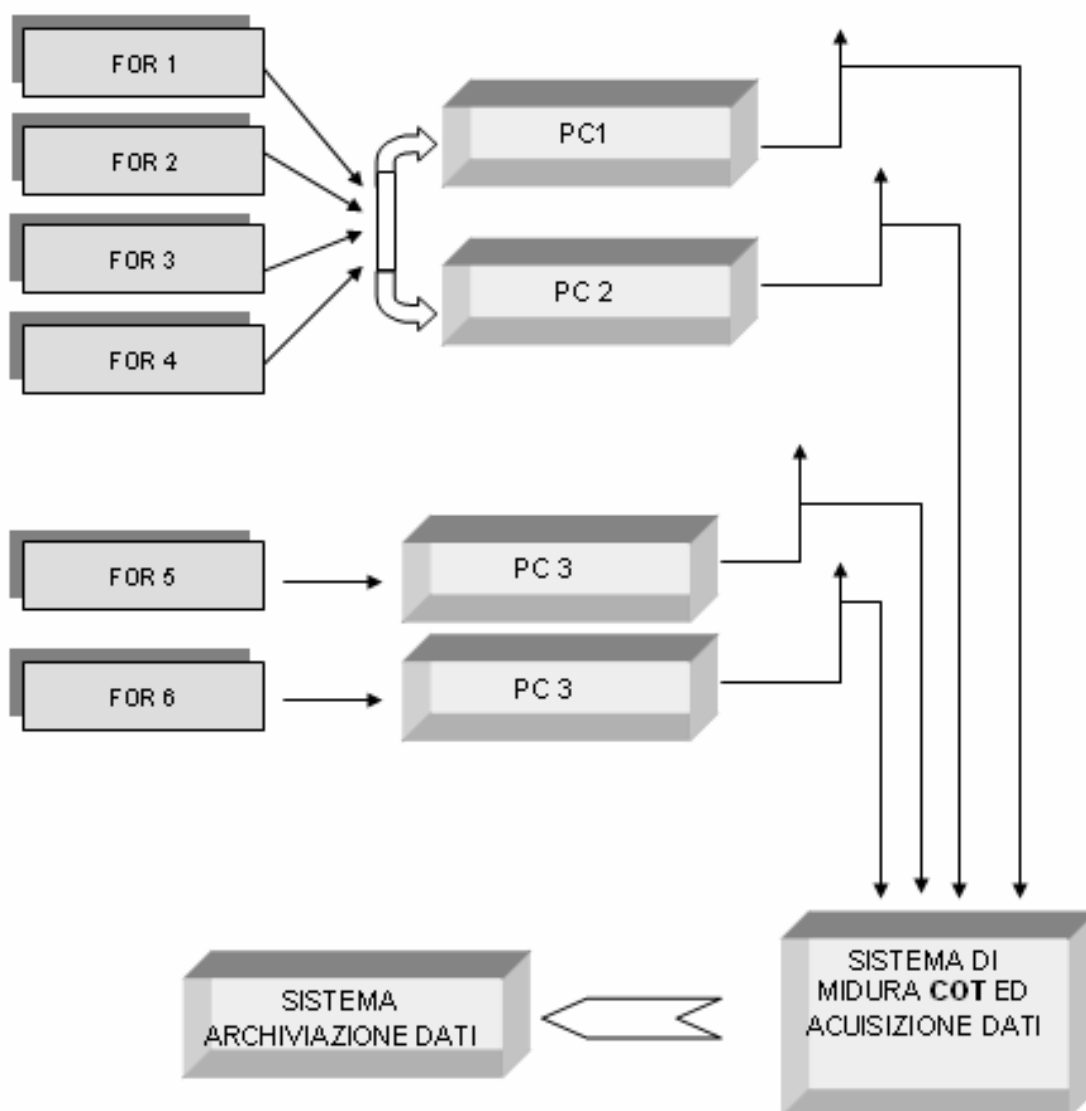 FOR 1
FOR 2
FOR 3
FOR 4
PC1
PC 2
FOR 5
PC 3
FOR 6
PC 3
SISTEMA DI
MIDURA COT ED
ACUISIZIONE DATI
SISTEMA
ARCHIVIAZIONE DATI